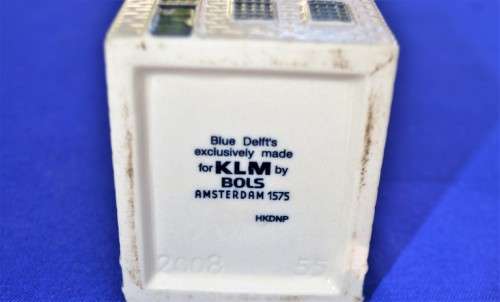 Blue Delft's
exclusively made
for KLM by
BOLS
AMSTERDAM 1575
HKDNP
2008 55